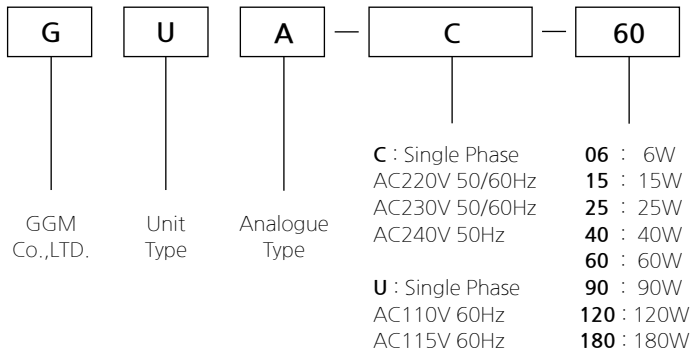 G U A — C — 60
GGM
Co.,LTD.
Unit
Type
Analogue
Type
C : Single Phase
AC220V 50/60Hz
AC230V 50/60Hz
AC240V 50Hz
U : Single Phase
AC110V 60Hz
AC115V 60Hz
06 : 6W
15 : 15W
25 : 25W
40 : 40W
60 : 60W
90 : 90W
120 : 120W
180 : 180W